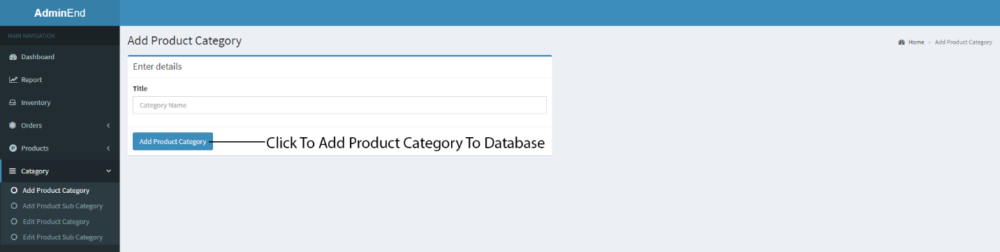 AdminEnd
MAIN NAVIGATION
Dashboard
Report
Inventory
Orders
Products
Catagory
Add Product Category
Add Product Sub Category
Edit Product Category
Edit Product Sub Category
Add Product Category
Home > Add Product Category
Enter details
Title
Category Name
Add Product Category
Click To Add Product Category To Database